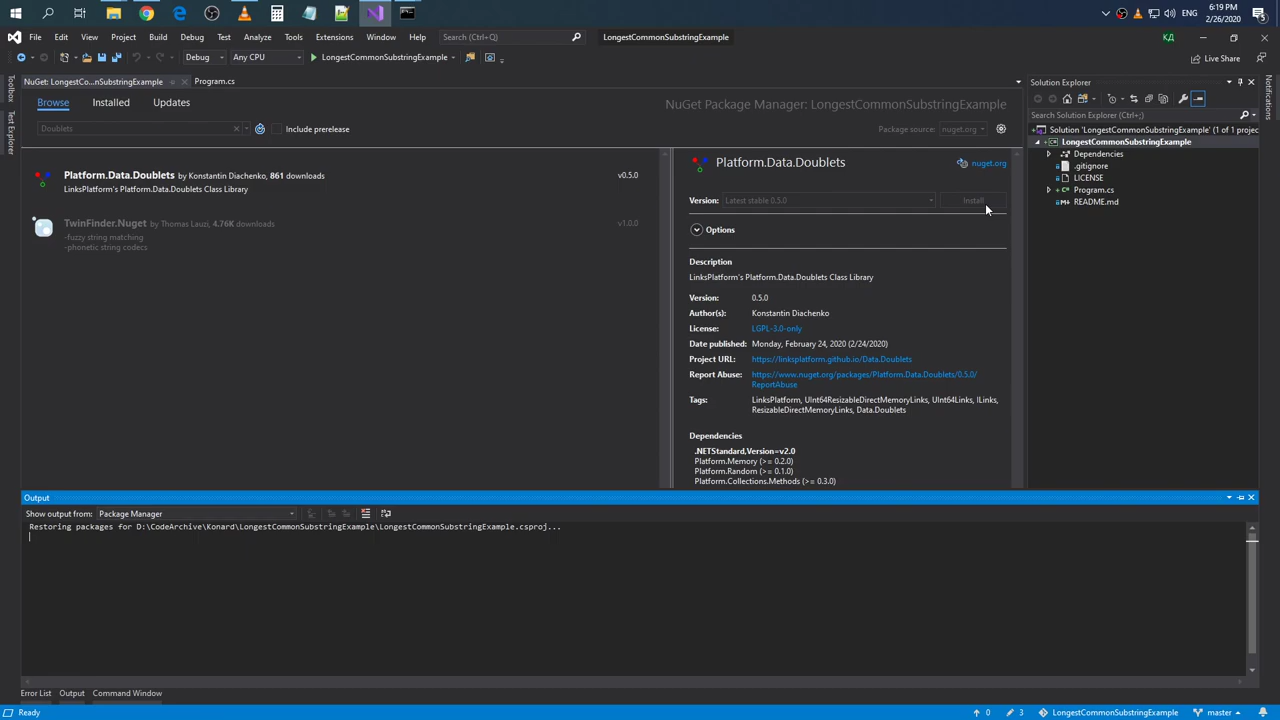 ENG
6:19 PM
2/26/2020
File
Edit
View
Project
Build
Debug
Test
Analyze
Tools
Extensions
Window
Help
Search (Ctrl+Q)
LongestCommonSubstringExample
КД
Debug
Any CPU
LongestCommonSubstringExample
Live Share
Toolbox
Test Explorer
NuGet: LongestCo...nSubstringExample
Program.cs
Browse
Installed
Updates
NuGet Package Manager: LongestCommonSubstringExample
Doublets
Include prerelease
Package source:
nuget.org
Platform.Data.Doublets by Konstantin Diachenko, 861 downloads
v0.5.0
LinksPlatform's Platform.Data.Doublets Class Library
TwinFinder.Nuget by Thomas Lauzi, 4.76K downloads
v1.0.0
-fuzzy string matching
-phonetic string codecs
Platform.Data.Doublets
nuget.org
Version:
Latest stable 0.5.0
Install
Options
Description
LinksPlatform's Platform.Data.Doublets Class Library
Version: 0.5.0
Author(s): Konstantin Diachenko
License: LGPL-3.0-only
Date published: Monday, February 24, 2020 (2/24/2020)
Project URL: https://linksplatform.github.io/Data.Doublets
Report Abuse: https://www.nuget.org/packages/Platform.Data.Doublets/0.5.0/
ReportAbuse
Tags: LinksPlatform, UInt64ResizableDirectMemoryLinks, UInt64Links, ILinks,
ResizableDirectMemoryLinks, Data.Doublets
Dependencies
.NETStandard,Version=v2.0
Platform.Memory (>= 0.2.0)
Platform.Random (>= 0.1.0)
Platform.Collections.Methods (>= 0.3.0)
Solution Explorer
Search Solution Explorer (Ctrl+;)
Solution 'LongestCommonSubstringExample' (1 of 1 projec
LongestCommonSubstringExample
Dependencies
.gitignore
LICENSE
Program.cs
README.md
Notifications
Output
Show output from:
Package Manager
Restoring packages for D:\CodeArchive\Konard\LongestCommonSubstringExample\LongestCommonSubstringExample.csproj...
Error List
Output
Command Window
Ready
0
3
LongestCommonSubstringExample
master